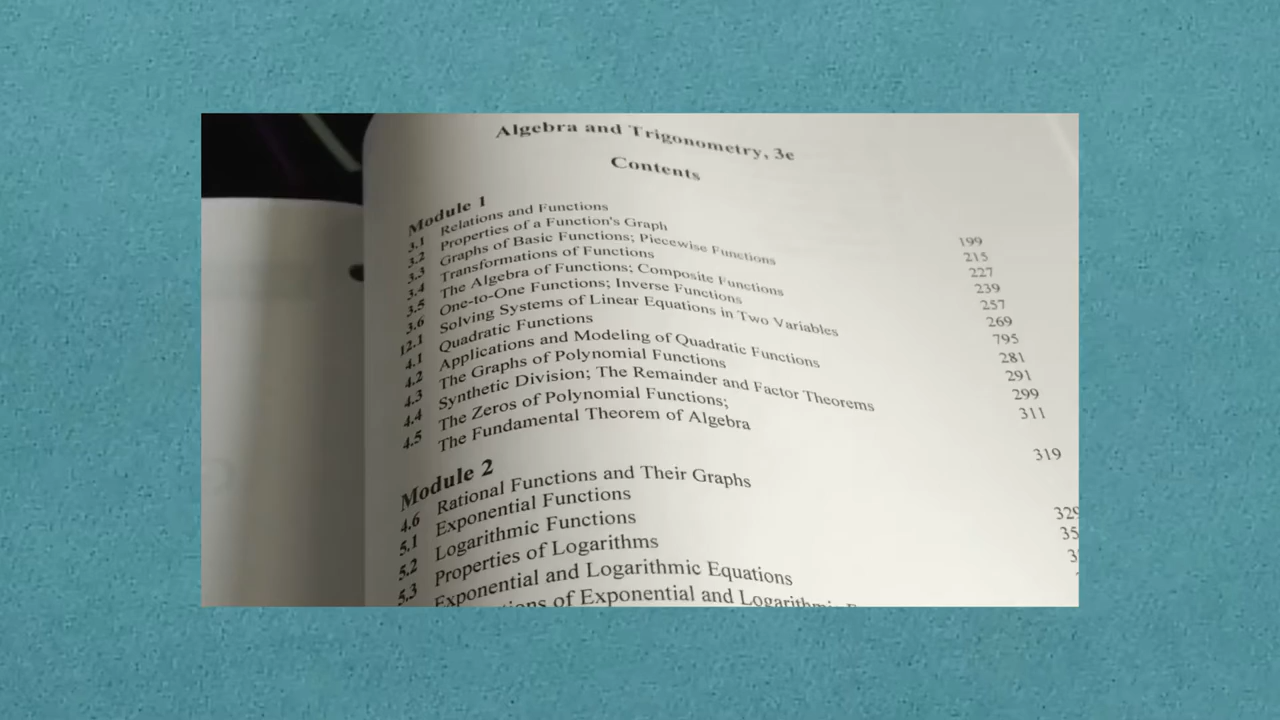 Algebra and Trigonometry, 3e
Contents
Module 1
3.1 Relations and Functions 199
3.2 Properties of a Function's Graph 215
3.3 Graphs of Basic Functions; Piecewise Functions 227
3.4 Transformations of Functions 239
3.5 The Algebra of Functions; Composite Functions 257
3.6 One-to-One Functions; Inverse Functions 269
12.1 Solving Systems of Linear Equations in Two Variables 795
4.1 Quadratic Functions 281
4.2 Applications and Modeling of Quadratic Functions 291
4.3 The Graphs of Polynomial Functions 299
4.4 Synthetic Division; The Remainder and Factor Theorems 311
4.5 The Zeros of Polynomial Functions;
The Fundamental Theorem of Algebra 319
Module 2
4.6 Rational Functions and Their Graphs 329
5.1 Exponential Functions
5.2 Logarithmic Functions
5.3 Properties of Logarithms
Exponential and Logarithmic Equations
of Exponential and Logarithmic